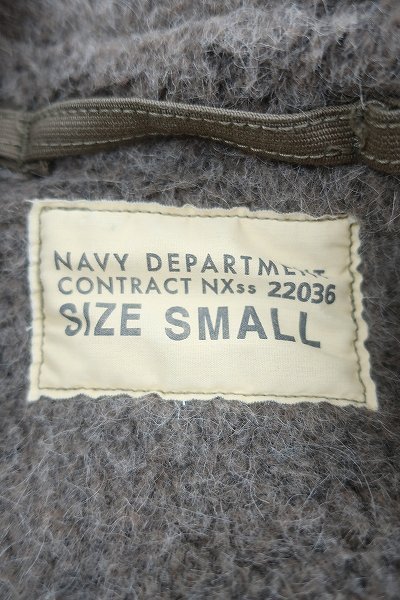 NAVY DEPARTMENT
CONTRACT NXss 22036
SIZE SMALL